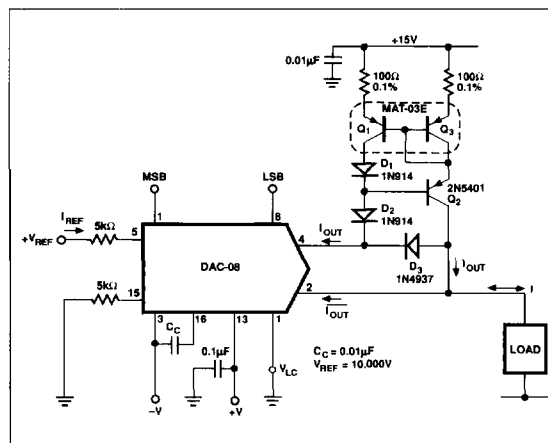 +15V
0.01µF
100Ω
0.1%
100Ω
0.1%
MAT-03E
Q1
Q3
D1
1N914
MSB
LSB
2N5401
Q2
D2
1N914
IREF
+VREF
5kΩ
1
8
5
4
IOUT
D3
1N4937
IOUT
I
DAC-08
5kΩ
15
2
IOUT
3
16
13
1
CC
0.1µF
VLC
CC = 0.01µF
VREF = 10.000V
LOAD
–V
+V